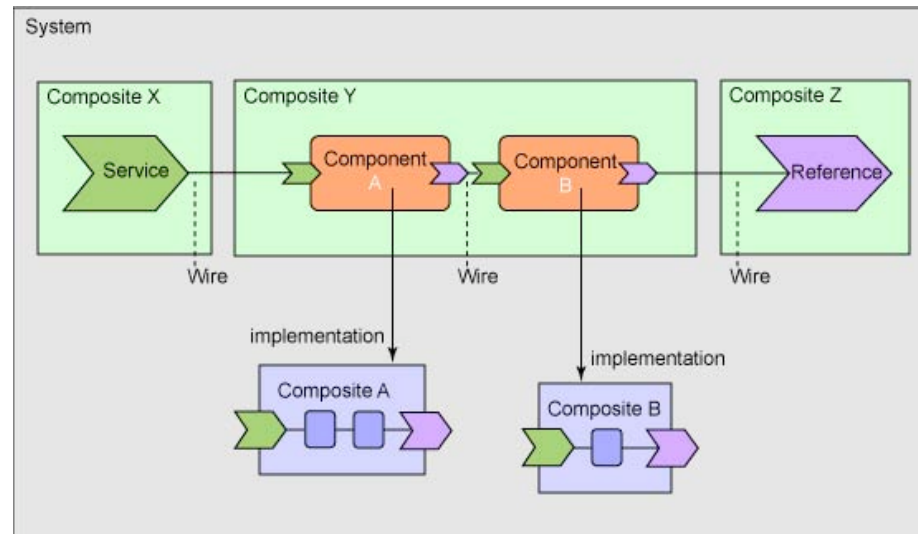 System
Composite X
Composite Y
Composite Z
Service
Component
A
Component
B
Reference
Wire
Wire
Wire
implementation
implementation
Composite A
Composite B